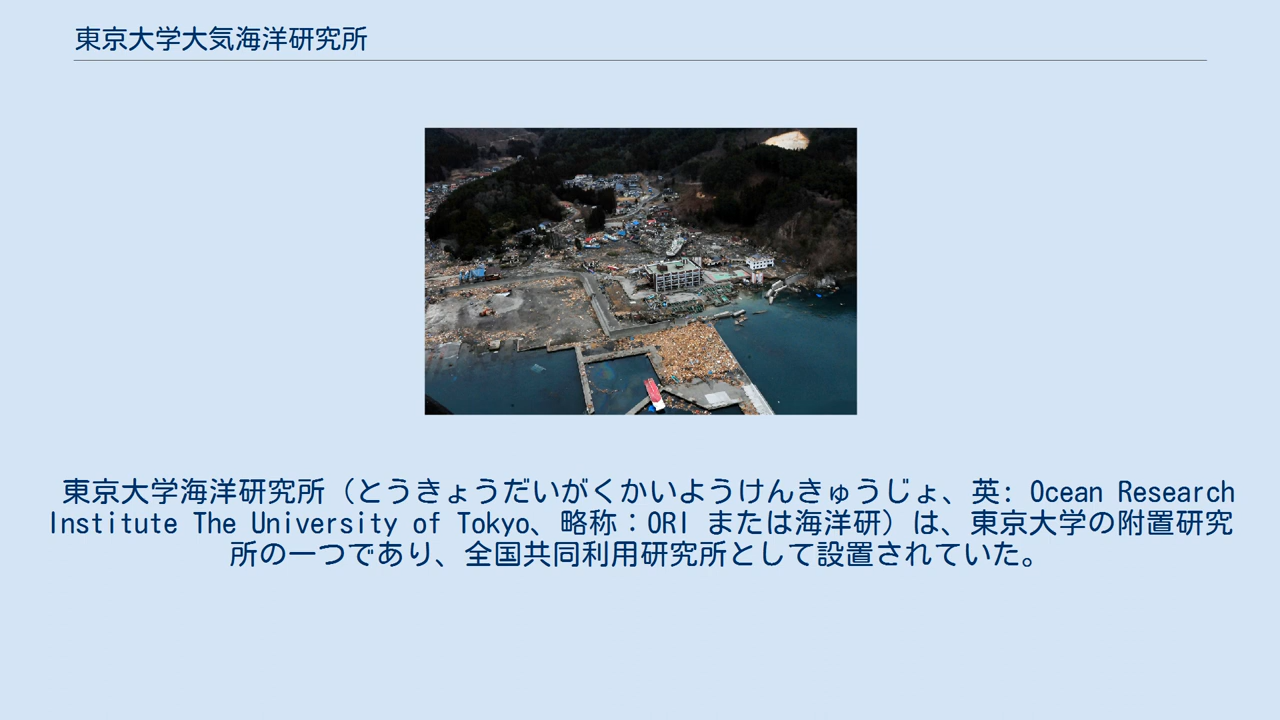 東京大学大気海洋研究所
東京大学海洋研究所（とうきょうだいがくかいようけんきゅうじょ、英: Ocean Research
Institute The University of Tokyo、略称：ORI または海洋研）は、東京大学の附置研究
所の一つであり、全国共同利用研究所として設置されていた。